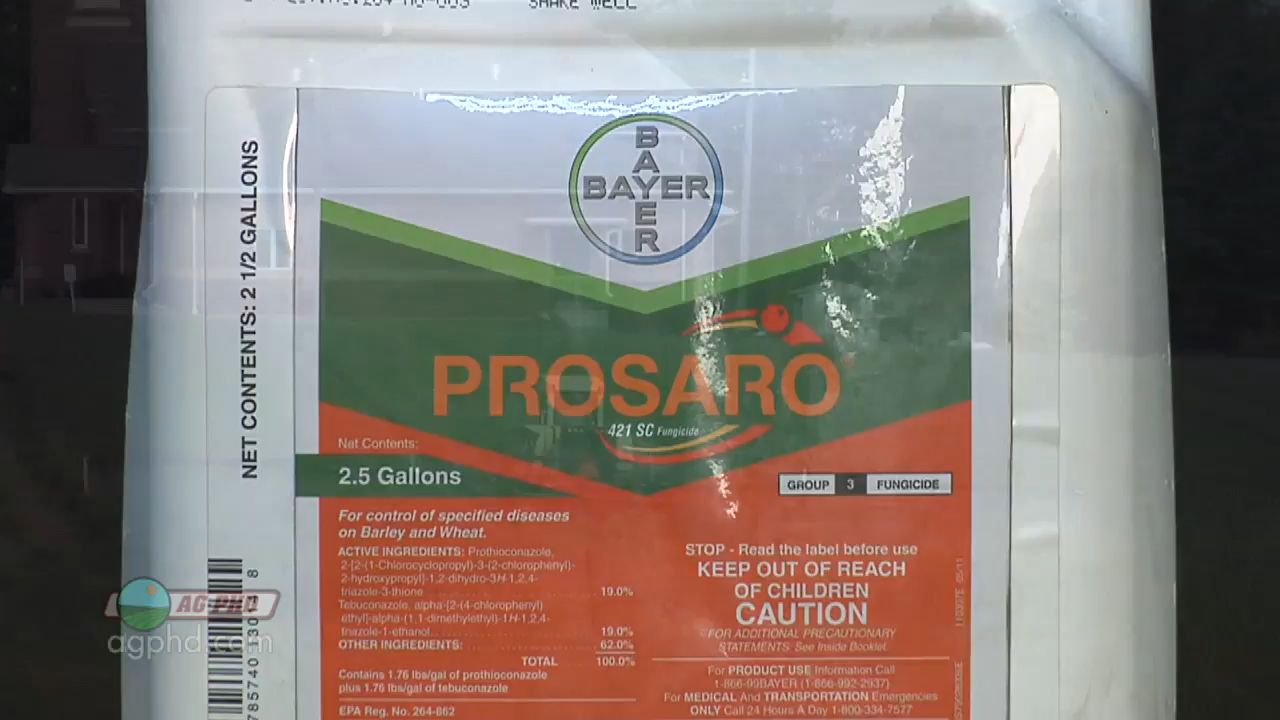 SHAKE WELL
NET CONTENTS: 2 1/2 GALLONS
BAYER
BAYER
PROSARO
421 SC Fungicide
Net Contents:
2.5 Gallons
GROUP 3 FUNGICIDE
For control of specified diseases
on Barley and Wheat.
ACTIVE INGREDIENTS: Prothioconazole,
2-[2-(1-Chlorocyclopropyl)-3-(2-chlorophenyl)-
2-hydroxypropyl]-1,2-dihydro-3H-1,2,4-
triazole-3-thione 19.0%
Tebuconazole, alpha-[2-(4-chlorophenyl)
ethyl]-alpha-(1,1-dimethylethyl)-1H-1,2,4-
triazole-1-ethanol 19.0%
OTHER INGREDIENTS: 62.0%
TOTAL 100.0%
Contains 1.76 lbs/gal of prothioconazole
plus 1.76 lbs/gal of tebuconazole
EPA Reg. No. 264-862
STOP - Read the label before use
KEEP OUT OF REACH
OF CHILDREN
CAUTION
FOR ADDITIONAL PRECAUTIONARY
STATEMENTS: See Inside Booklet.
For PRODUCT USE Information Call
1-866-99BAYER (1-866-992-2937)
For MEDICAL And TRANSPORTATION Emergencies
ONLY Call 24 Hours A Day 1-800-334-7577
AG PHD
agphd.com